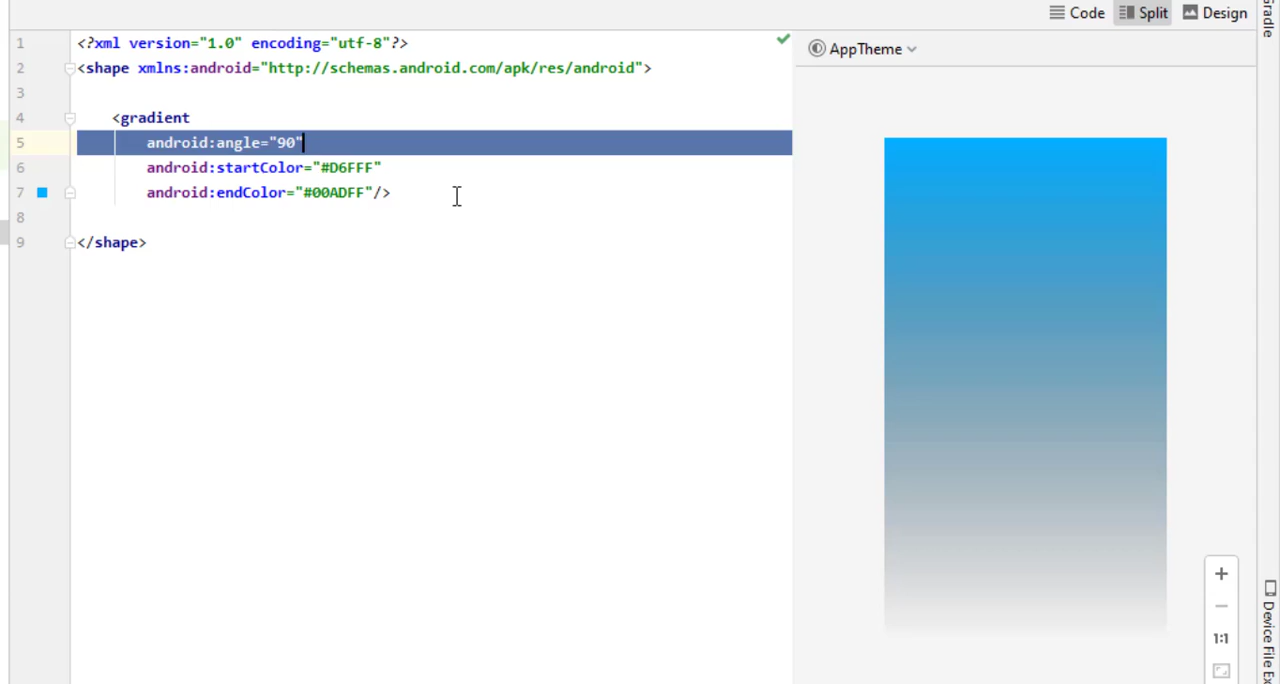 Code Split Design
Gradle
1 <?xml version="1.0" encoding="utf-8"?>
2 <shape xmlns:android="http://schemas.android.com/apk/res/android">
3
4 <gradient
5 android:angle="90"
6 android:startColor="#D6FFF"
7 android:endColor="#00ADFF"/>
8
9 </shape>
AppTheme
+
−
1:1
Device File Ex